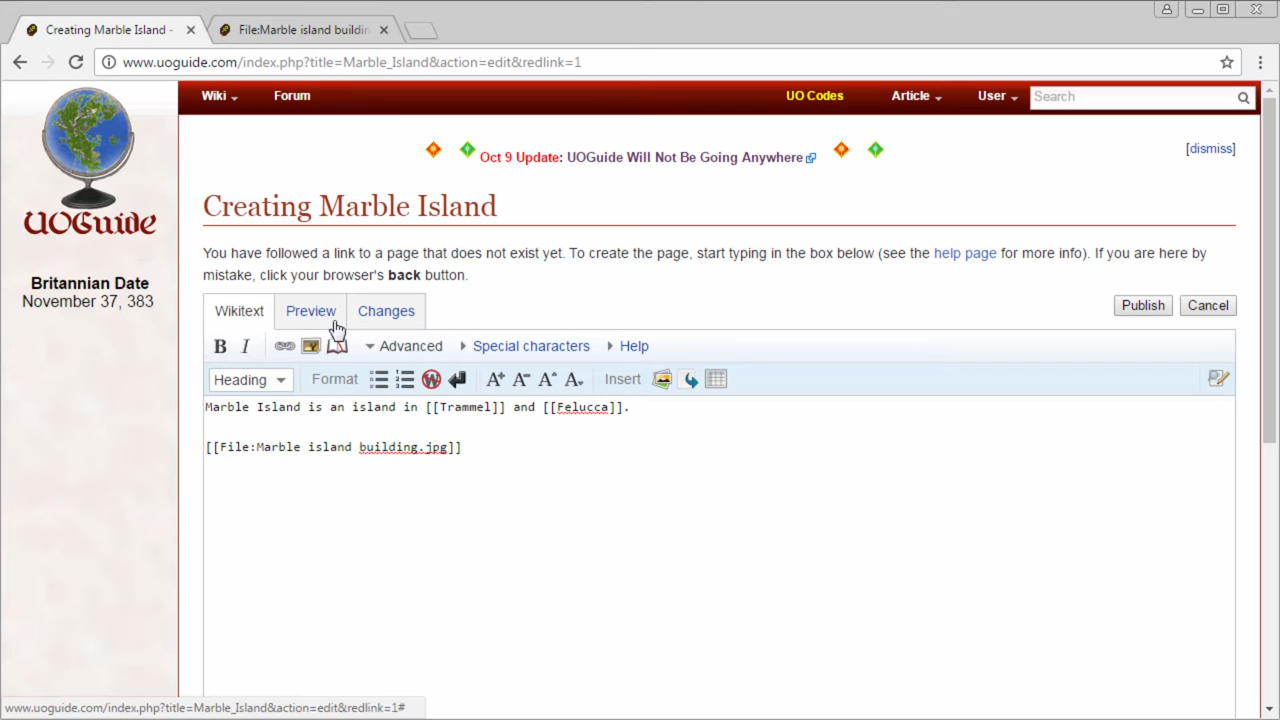 Creating Marble Island -
File:Marble island buildin
www.uoguide.com/index.php?title=Marble_Island&action=edit&redlink=1
UOGuide
Britannian Date
November 37, 383
Wiki
Forum
UO Codes
Article
User
Search
Oct 9 Update: UOGuide Will Not Be Going Anywhere
[dismiss]
Creating Marble Island
You have followed a link to a page that does not exist yet. To create the page, start typing in the box below (see the help page for more info). If you are here by
mistake, click your browser's back button.
Wikitext
Preview
Changes
Publish
Cancel
B I
Advanced
Special characters
Help
Heading
Format
Insert
Marble Island is an island in [[Trammel]] and [[Felucca]].
[[File:Marble island building.jpg]]
www.uoguide.com/index.php?title=Marble_Island&action=edit&redlink=1#